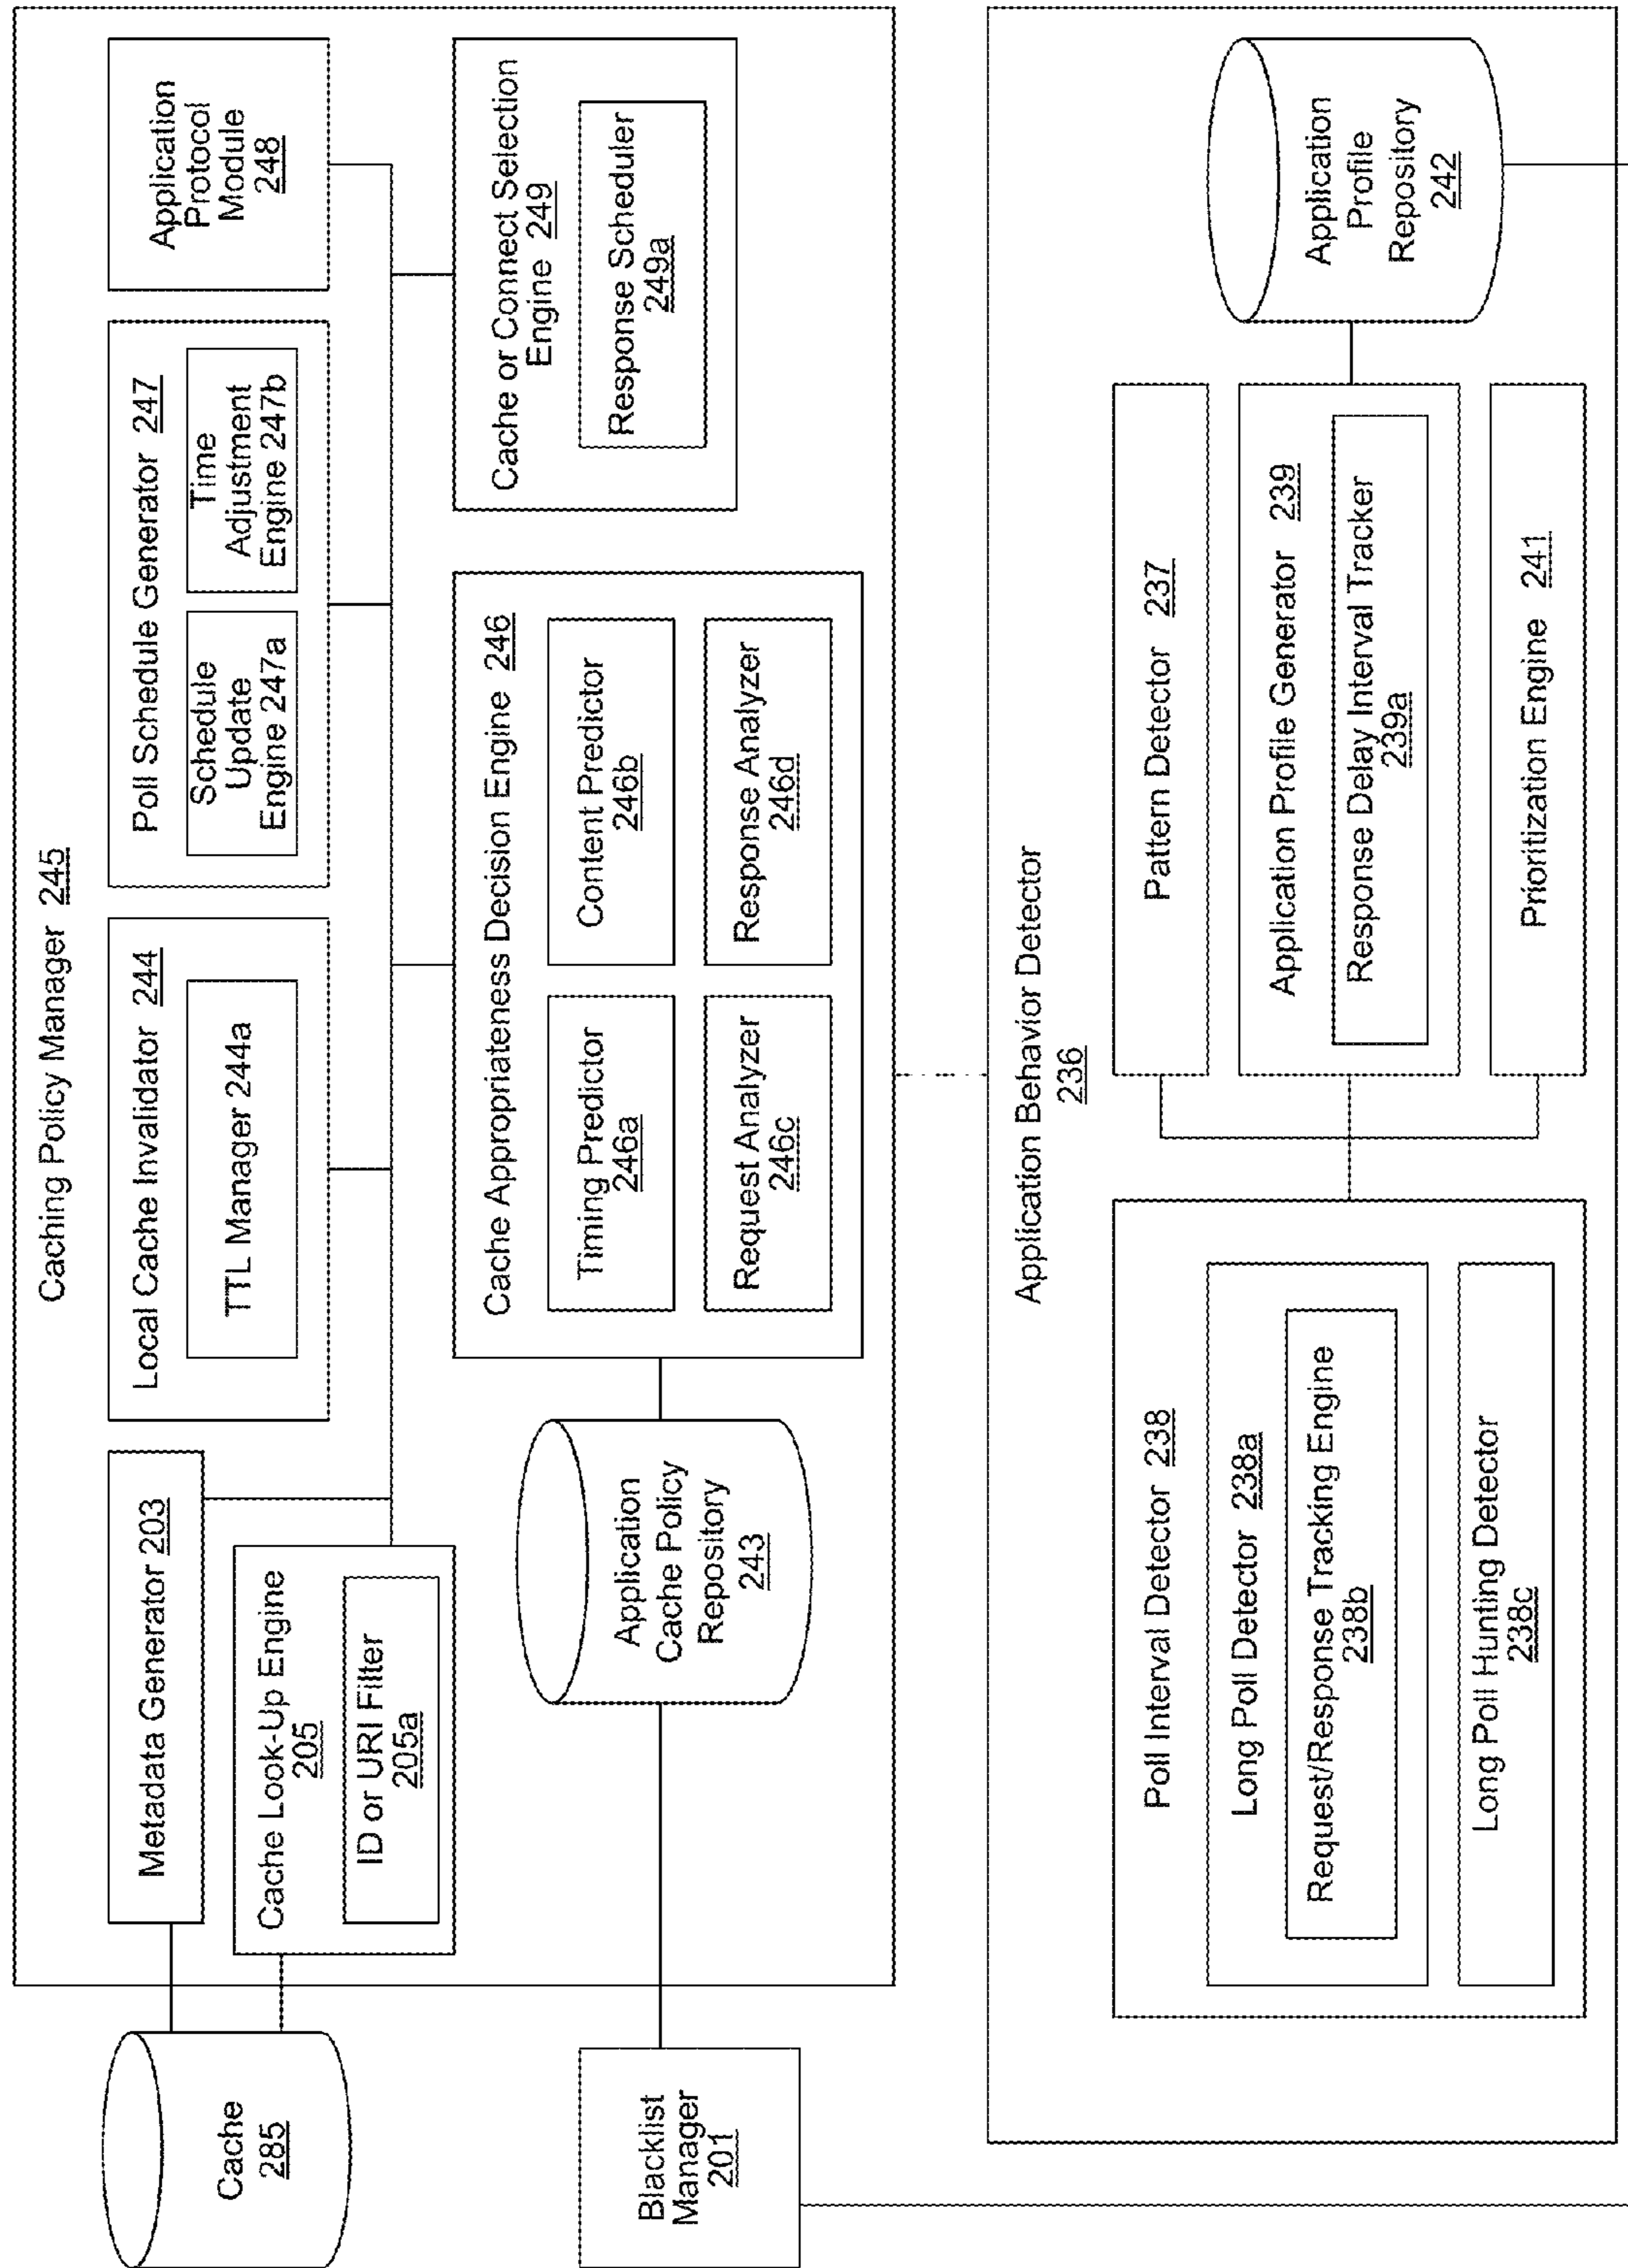 Caching Policy Manager 245
Cache
285
Metadata Generator 203
Cache Look-Up Engine
205
ID or URI Filter
205a
Local Cache Invalidator 244
TTL Manager 244a
Poll Schedule Generator 247
Schedule
Update
Engine 247a
Time
Adjustment
Engine 247b
Application
Protocol
Module
248
Blacklist
Manager
201
Application
Cache Policy
Repository
243
Cache Appropriateness Decision Engine 246
Timing Predictor
246a
Content Predictor
246b
Request Analyzer
246c
Response Analyzer
246d
Cache or Connect Selection
Engine 249
Response Scheduler
249a
Application Behavior Detector
236
Poll Interval Detector 238
Long Poll Detector 238a
Request/Response Tracking Engine
238b
Long Poll Hunting Detector
238c
Pattern Detector 237
Application Profile Generator 239
Response Delay Interval Tracker
239a
Prioritization Engine 241
Application
Profile
Repository
242